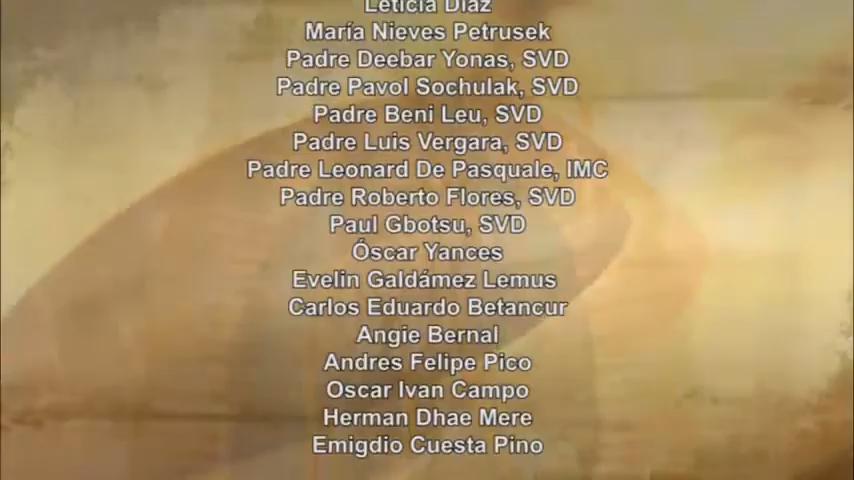 Leticia Díaz
María Nieves Petrusek
Padre Deebar Yonas, SVD
Padre Pavol Sochulak, SVD
Padre Beni Leu, SVD
Padre Luis Vergara, SVD
Padre Leonard De Pasquale, IMC
Padre Roberto Flores, SVD
Paul Gbotsu, SVD
Óscar Yances
Evelin Galdámez Lemus
Carlos Eduardo Betancur
Angie Bernal
Andres Felipe Pico
Oscar Ivan Campo
Herman Dhae Mere
Emigdio Cuesta Pino